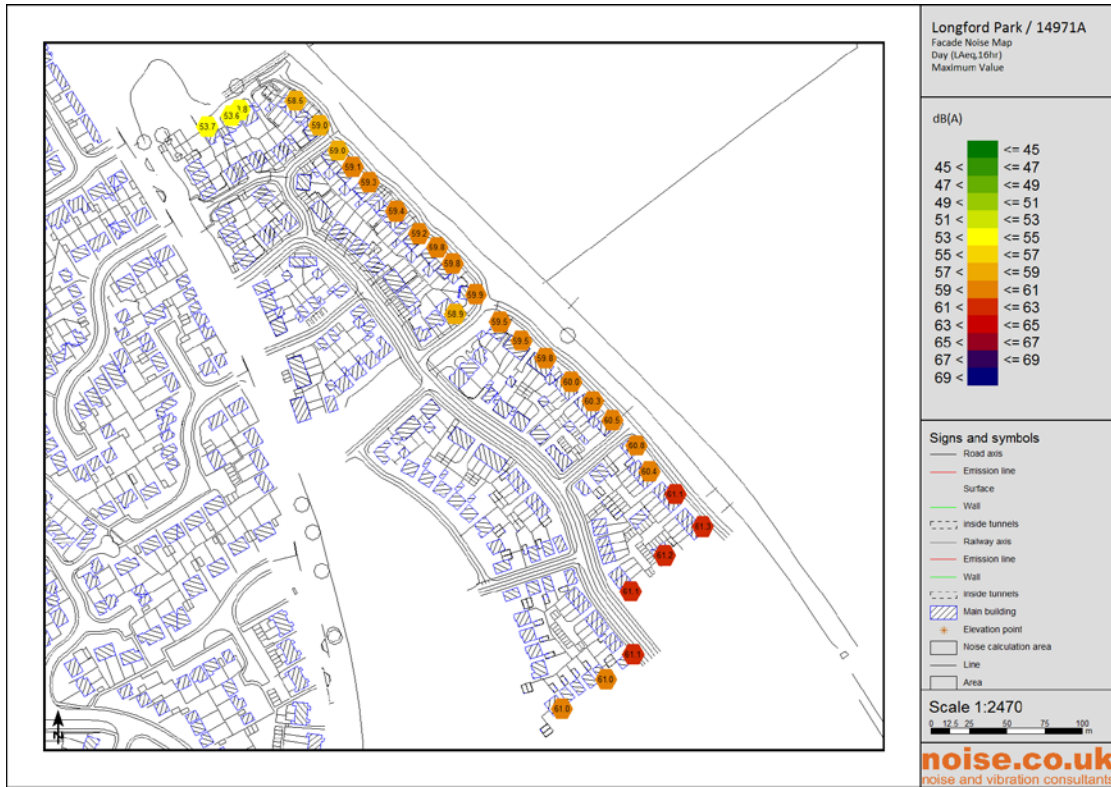 Longford Park / 14971A
Facade Noise Map
Day (LAeq,16hr)
Maximum Value
dB(A)
<= 45
45 < <= 47
47 < <= 49
49 < <= 51
51 < <= 53
53 < <= 55
55 < <= 57
57 < <= 59
59 < <= 61
61 < <= 63
63 < <= 65
65 < <= 67
67 < <= 69
69 <
Signs and symbols
Road axis
Emission line
Surface
Wall
inside tunnels
Railway axis
Emission line
Wall
inside tunnels
Main building
Elevation point
Noise calculation area
Line
Area
Scale 1:2470
0 12.5 25 50 75 100
m
noise.co.uk
noise and vibration consultants
58.5
53.6
53.7
59.0
59.0
59.1
59.3
59.4
59.2
59.8
59.8
59.9
58.9
59.5
59.5
59.8
60.0
60.3
60.5
60.4
61.1
61.3
61.2
61.1
61.1
61.0
61.0